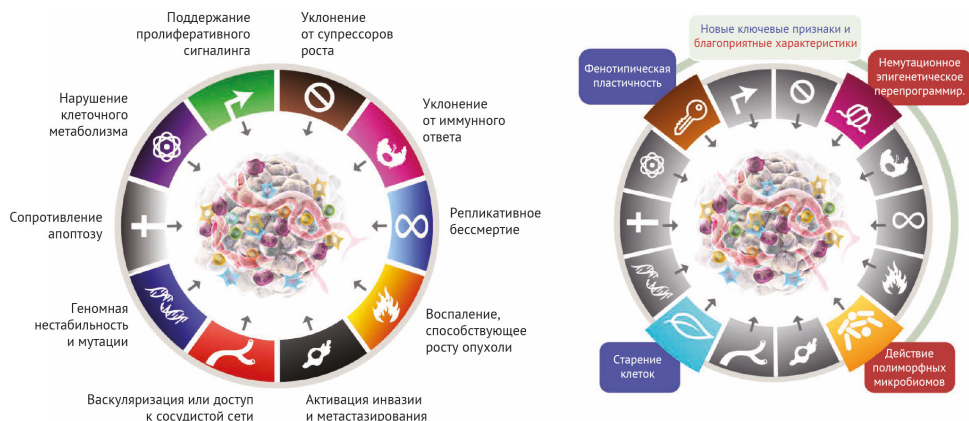 Поддержание
пролиферативного
сигналинга
Уклонение
от супрессоров
роста
Нарушение
клеточного
метаболизма
Уклонение
от иммунного
ответа
Сопротивление
апоптозу
Репликативное
бессмертие
Геномная
нестабильность
и мутации
Воспаление,
способствующее
росту опухоли
Васкуляризация или доступ
к сосудистой сети
Активация инвазии
и метастазирования
Новые ключевые признаки и
благоприятные характеристики
Фенотипическая
пластичность
Немутационное
эпигенетическое
перепрограммир.
Старение
клеток
Действие
полиморфных
микробиомов